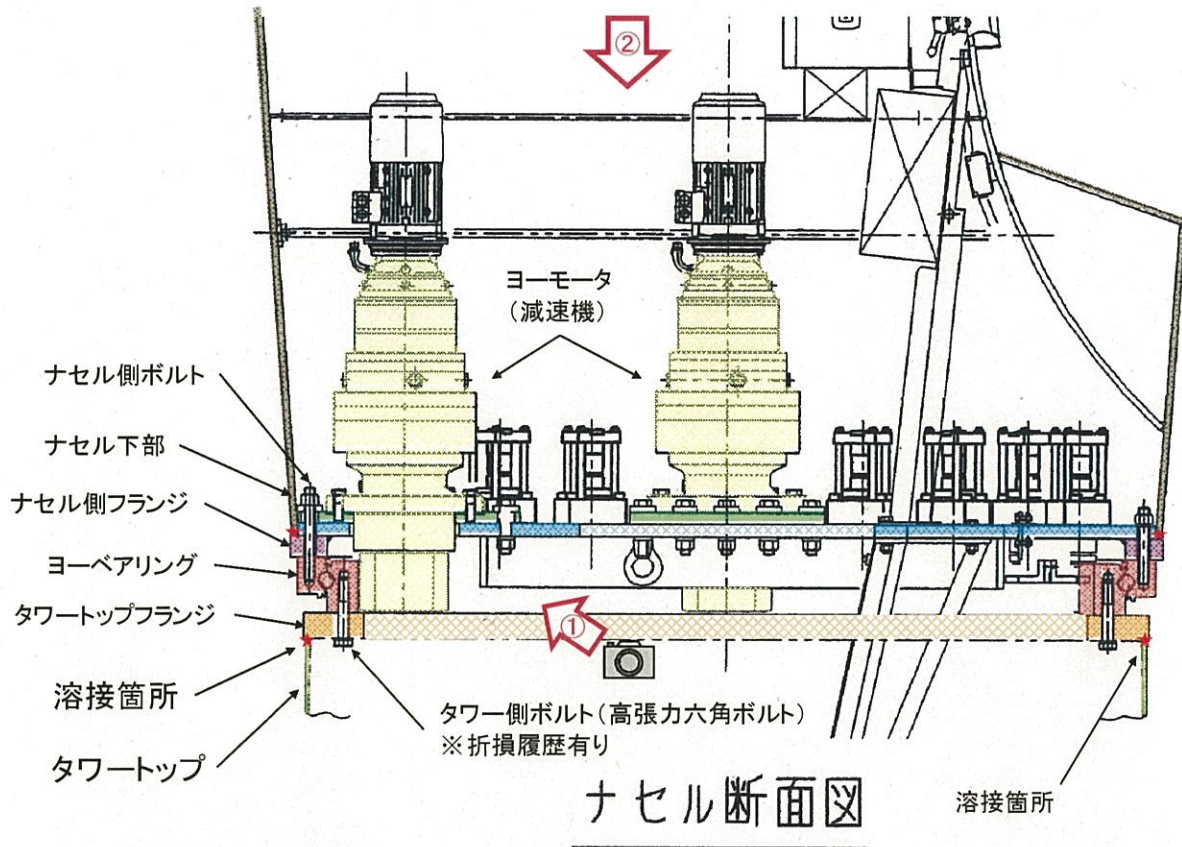 ②
ヨーモータ
(減速機)
ナセル側ボルト
ナセル下部
ナセル側フランジ
ヨーベアリング
タワートップフランジ
①
溶接箇所
タワートップ
タワー側ボルト(高張力六角ボルト)
※折損履歴有り
ナセル断面図
溶接箇所